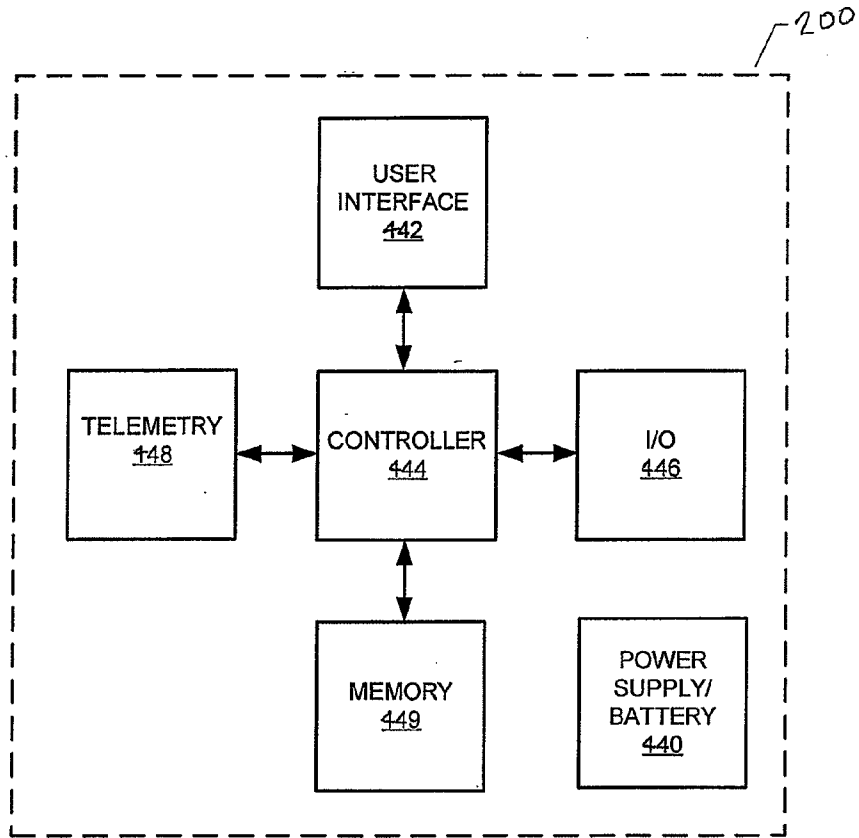 200
USER
INTERFACE
442
TELEMETRY
448
CONTROLLER
444
I/O
446
MEMORY
449
POWER
SUPPLY/
BATTERY
440